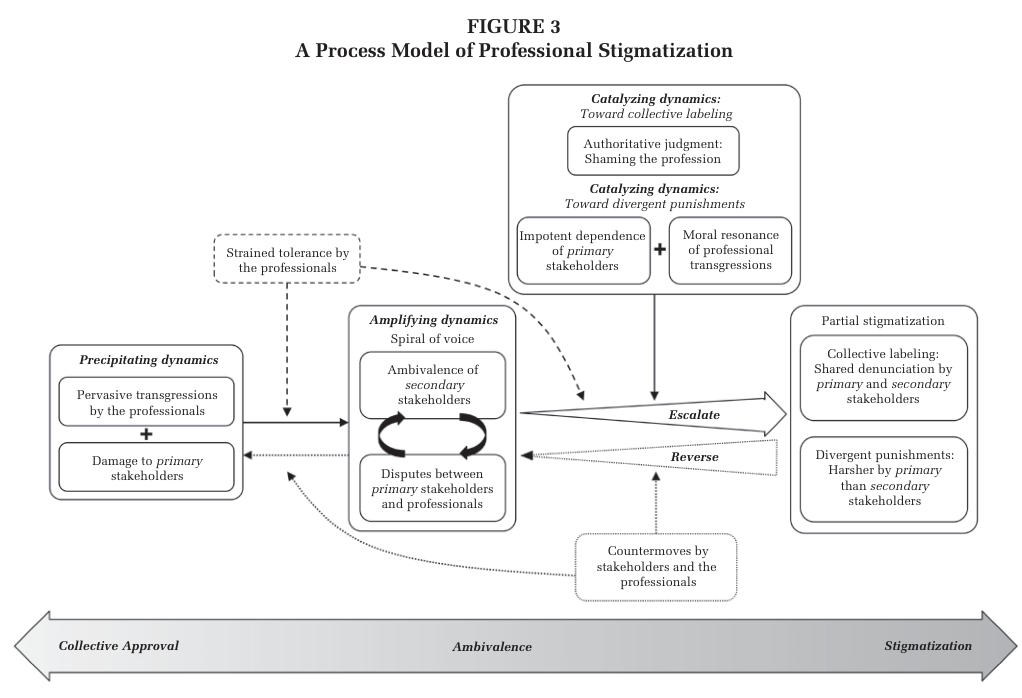 FIGURE 3
A Process Model of Professional Stigmatization
Catalyzing dynamics:
Toward collective labeling
Authoritative judgment:
Shaming the profession
Catalyzing dynamics:
Toward divergent punishments
Impotent dependence
of primary
stakeholders
+
Moral resonance
of professional
transgressions
Strained tolerance by
the professionals
Precipitating dynamics
Pervasive transgressions
by the professionals
+
Damage to primary
stakeholders
Amplifying dynamics
Spiral of voice
Ambivalence of
secondary
stakeholders
Disputes between
primary stakeholders
and professionals
Escalate
Reverse
Partial stigmatization
Collective labeling:
Shared denunciation by
primary and secondary
stakeholders
Divergent punishments:
Harsher by primary
than secondary
stakeholders
Countermoves by
stakeholders and the
professionals
Collective Approval
Ambivalence
Stigmatization